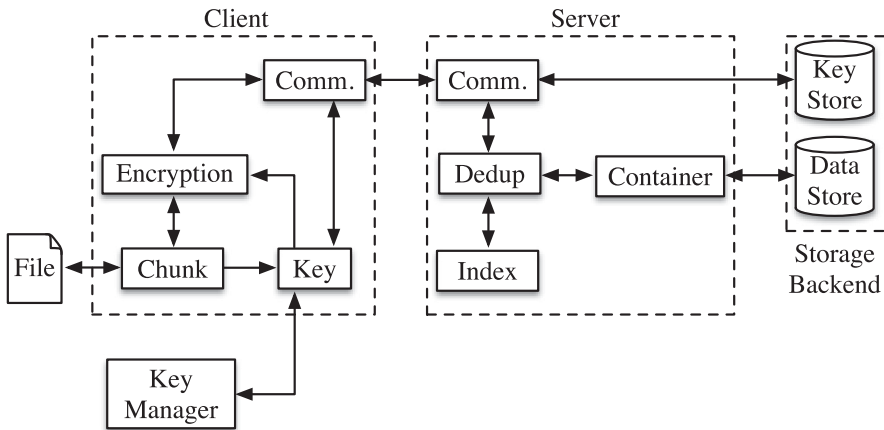 Client
Server
Comm.
Comm.
Key
Store
Encryption
Dedup
Container
Data
Store
File
Chunk
Key
Index
Storage
Backend
Key
Manager